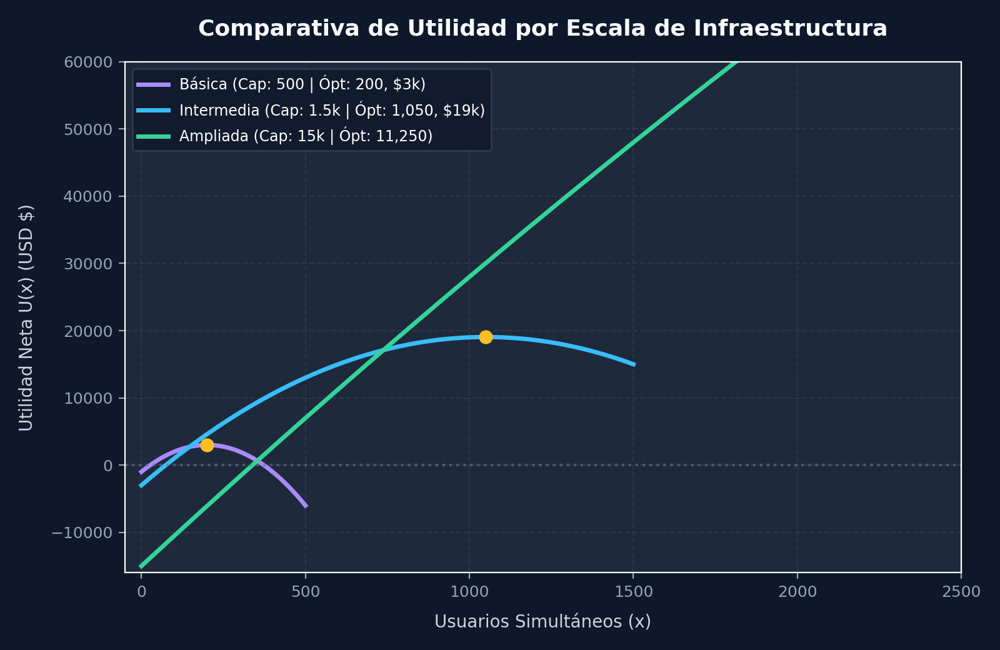 Comparativa de Utilidad por Escala de Infraestructura
60000
50000
40000
30000
20000
10000
0
−10000
Utilidad Neta U(x) (USD $)
Básica (Cap: 500 | Ópt: 200, $3k)
Intermedia (Cap: 1.5k | Ópt: 1,050, $19k)
Ampliada (Cap: 15k | Ópt: 11,250)
0 500 1000 1500 2000 2500
Usuarios Simultáneos (x)